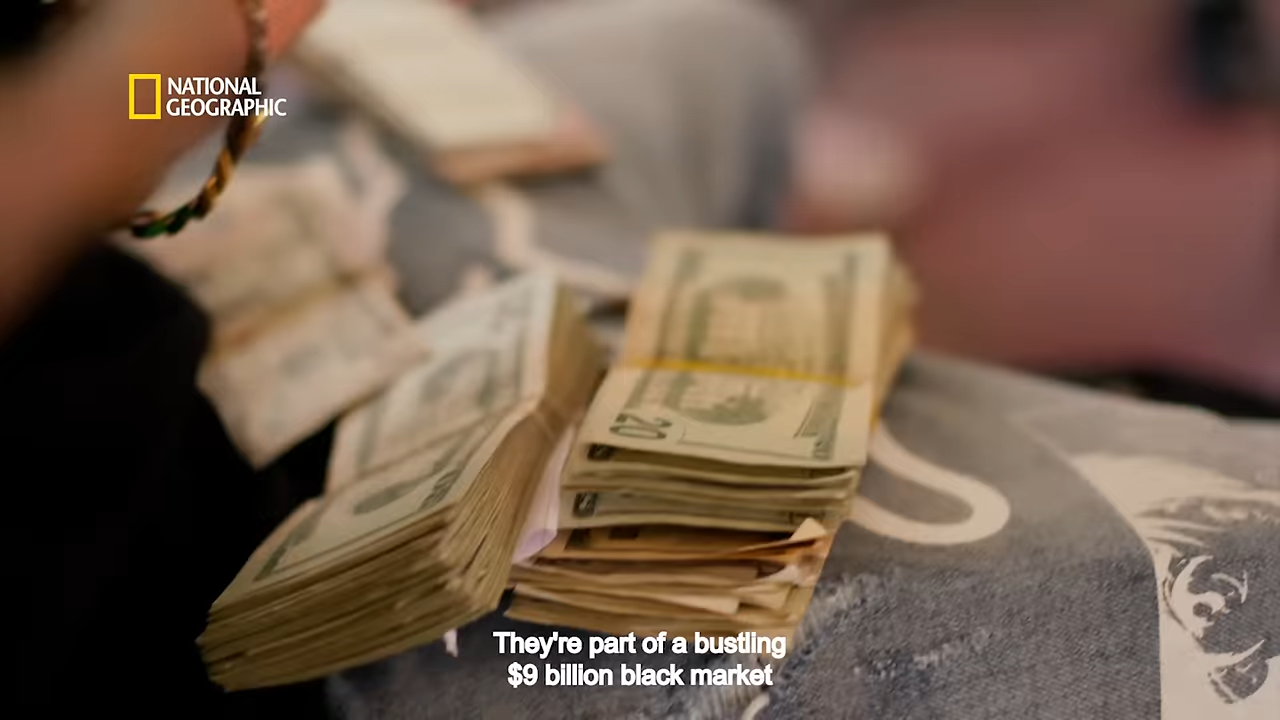 NATIONAL
GEOGRAPHIC
20
They're part of a bustling
$9 billion black market